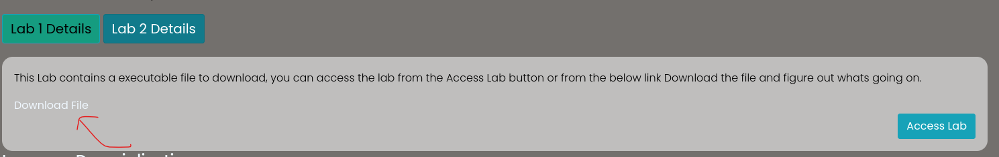 Lab 1 Details Lab 2 Details
This Lab contains a executable file to download, you can access the lab from the Access Lab button or from the below link Download the file and figure out whats going on.
Download File
Access Lab